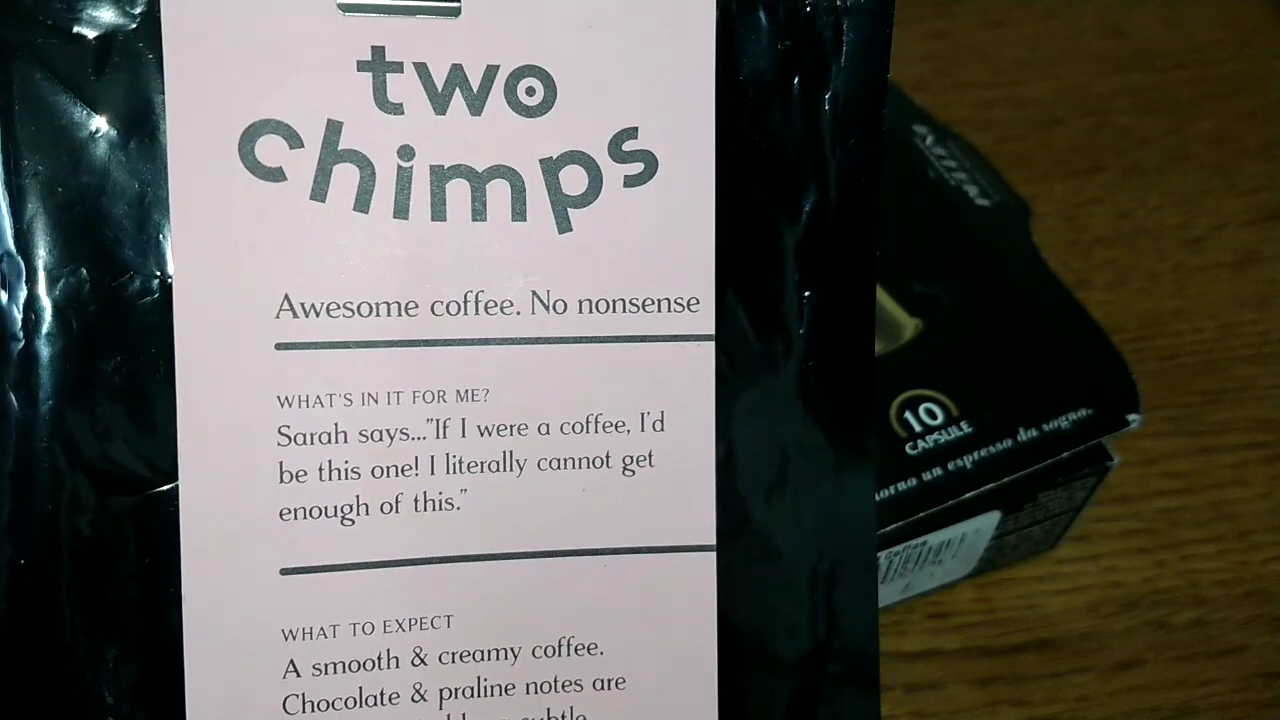 two
chimps
Awesome coffee. No nonsense
WHAT'S IN IT FOR ME?
Sarah says..."If I were a coffee, I'd
be this one! I literally cannot get
enough of this."
WHAT TO EXPECT
A smooth & creamy coffee.
Chocolate & praline notes are
subtle
10
CAPSULE
un espresso da sogno.